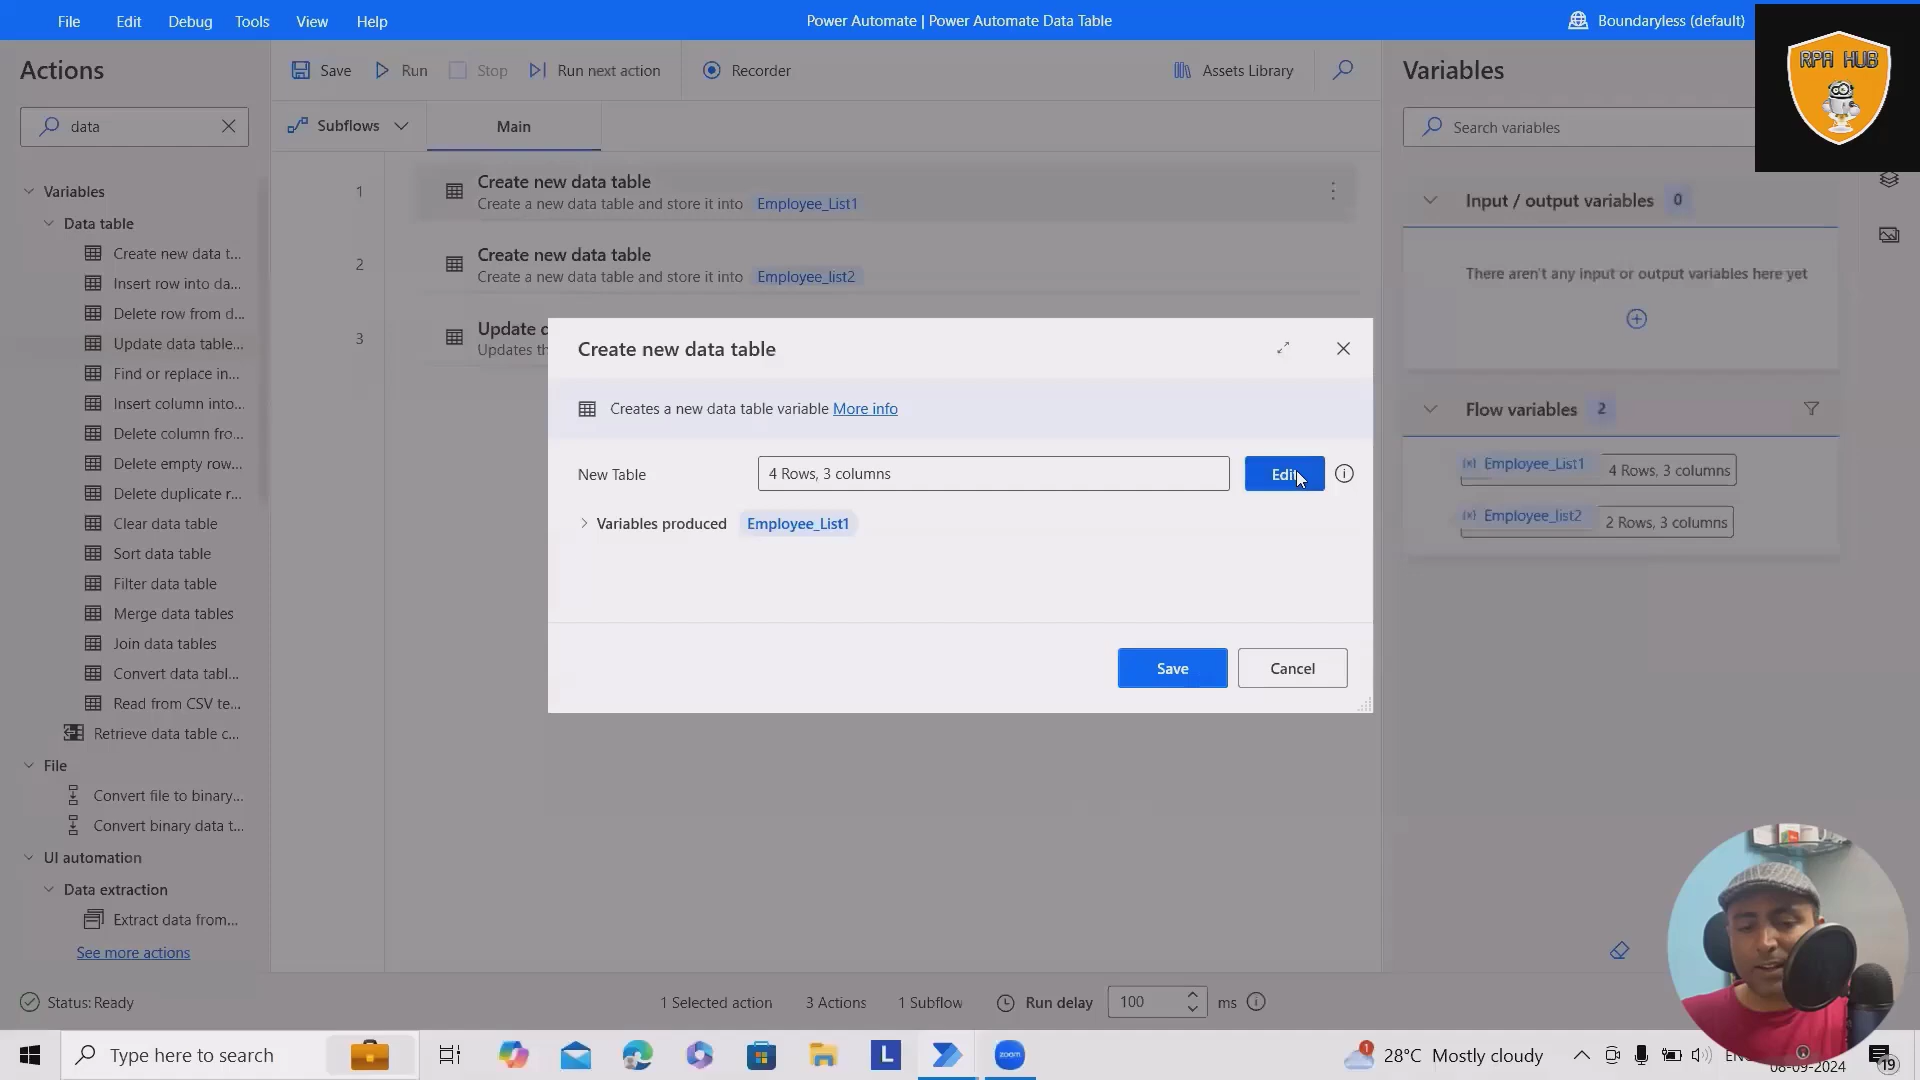 File Edit Debug Tools View Help
Power Automate | Power Automate Data Table
Boundaryless (default)
RPA HUB
Actions
data
Variables
Data table
Create new data t...
Insert row into da...
Delete row from d...
Update data table...
Find or replace in...
Insert column into...
Delete column fro...
Delete empty row...
Delete duplicate r...
Clear data table
Sort data table
Filter data table
Merge data tables
Join data tables
Convert data tabl...
Read from CSV te...
Retrieve data table c...
File
Convert file to binary...
Convert binary data t...
UI automation
Data extraction
Extract data from...
See more actions
Save Run Stop Run next action Recorder Assets Library
Subflows Main
1 Create new data table
Create a new data table and store it into Employee_List1
2 Create new data table
Create a new data table and store it into Employee_list2
3 Update
Updates
Create new data table
Creates a new data table variable More info
New Table 4 Rows, 3 columns Edit
Variables produced Employee_List1
Save Cancel
Variables
Search variables
Input / output variables 0
There aren't any input or output variables here yet
Flow variables 2
{x} Employee_List1 4 Rows, 3 columns
{x} Employee_list2 2 Rows, 3 columns
Status: Ready 1 Selected action 3 Actions 1 Subflow Run delay 100 ms
Type here to search
L
zoom
1
28°C Mostly cloudy
08-09-2024
19